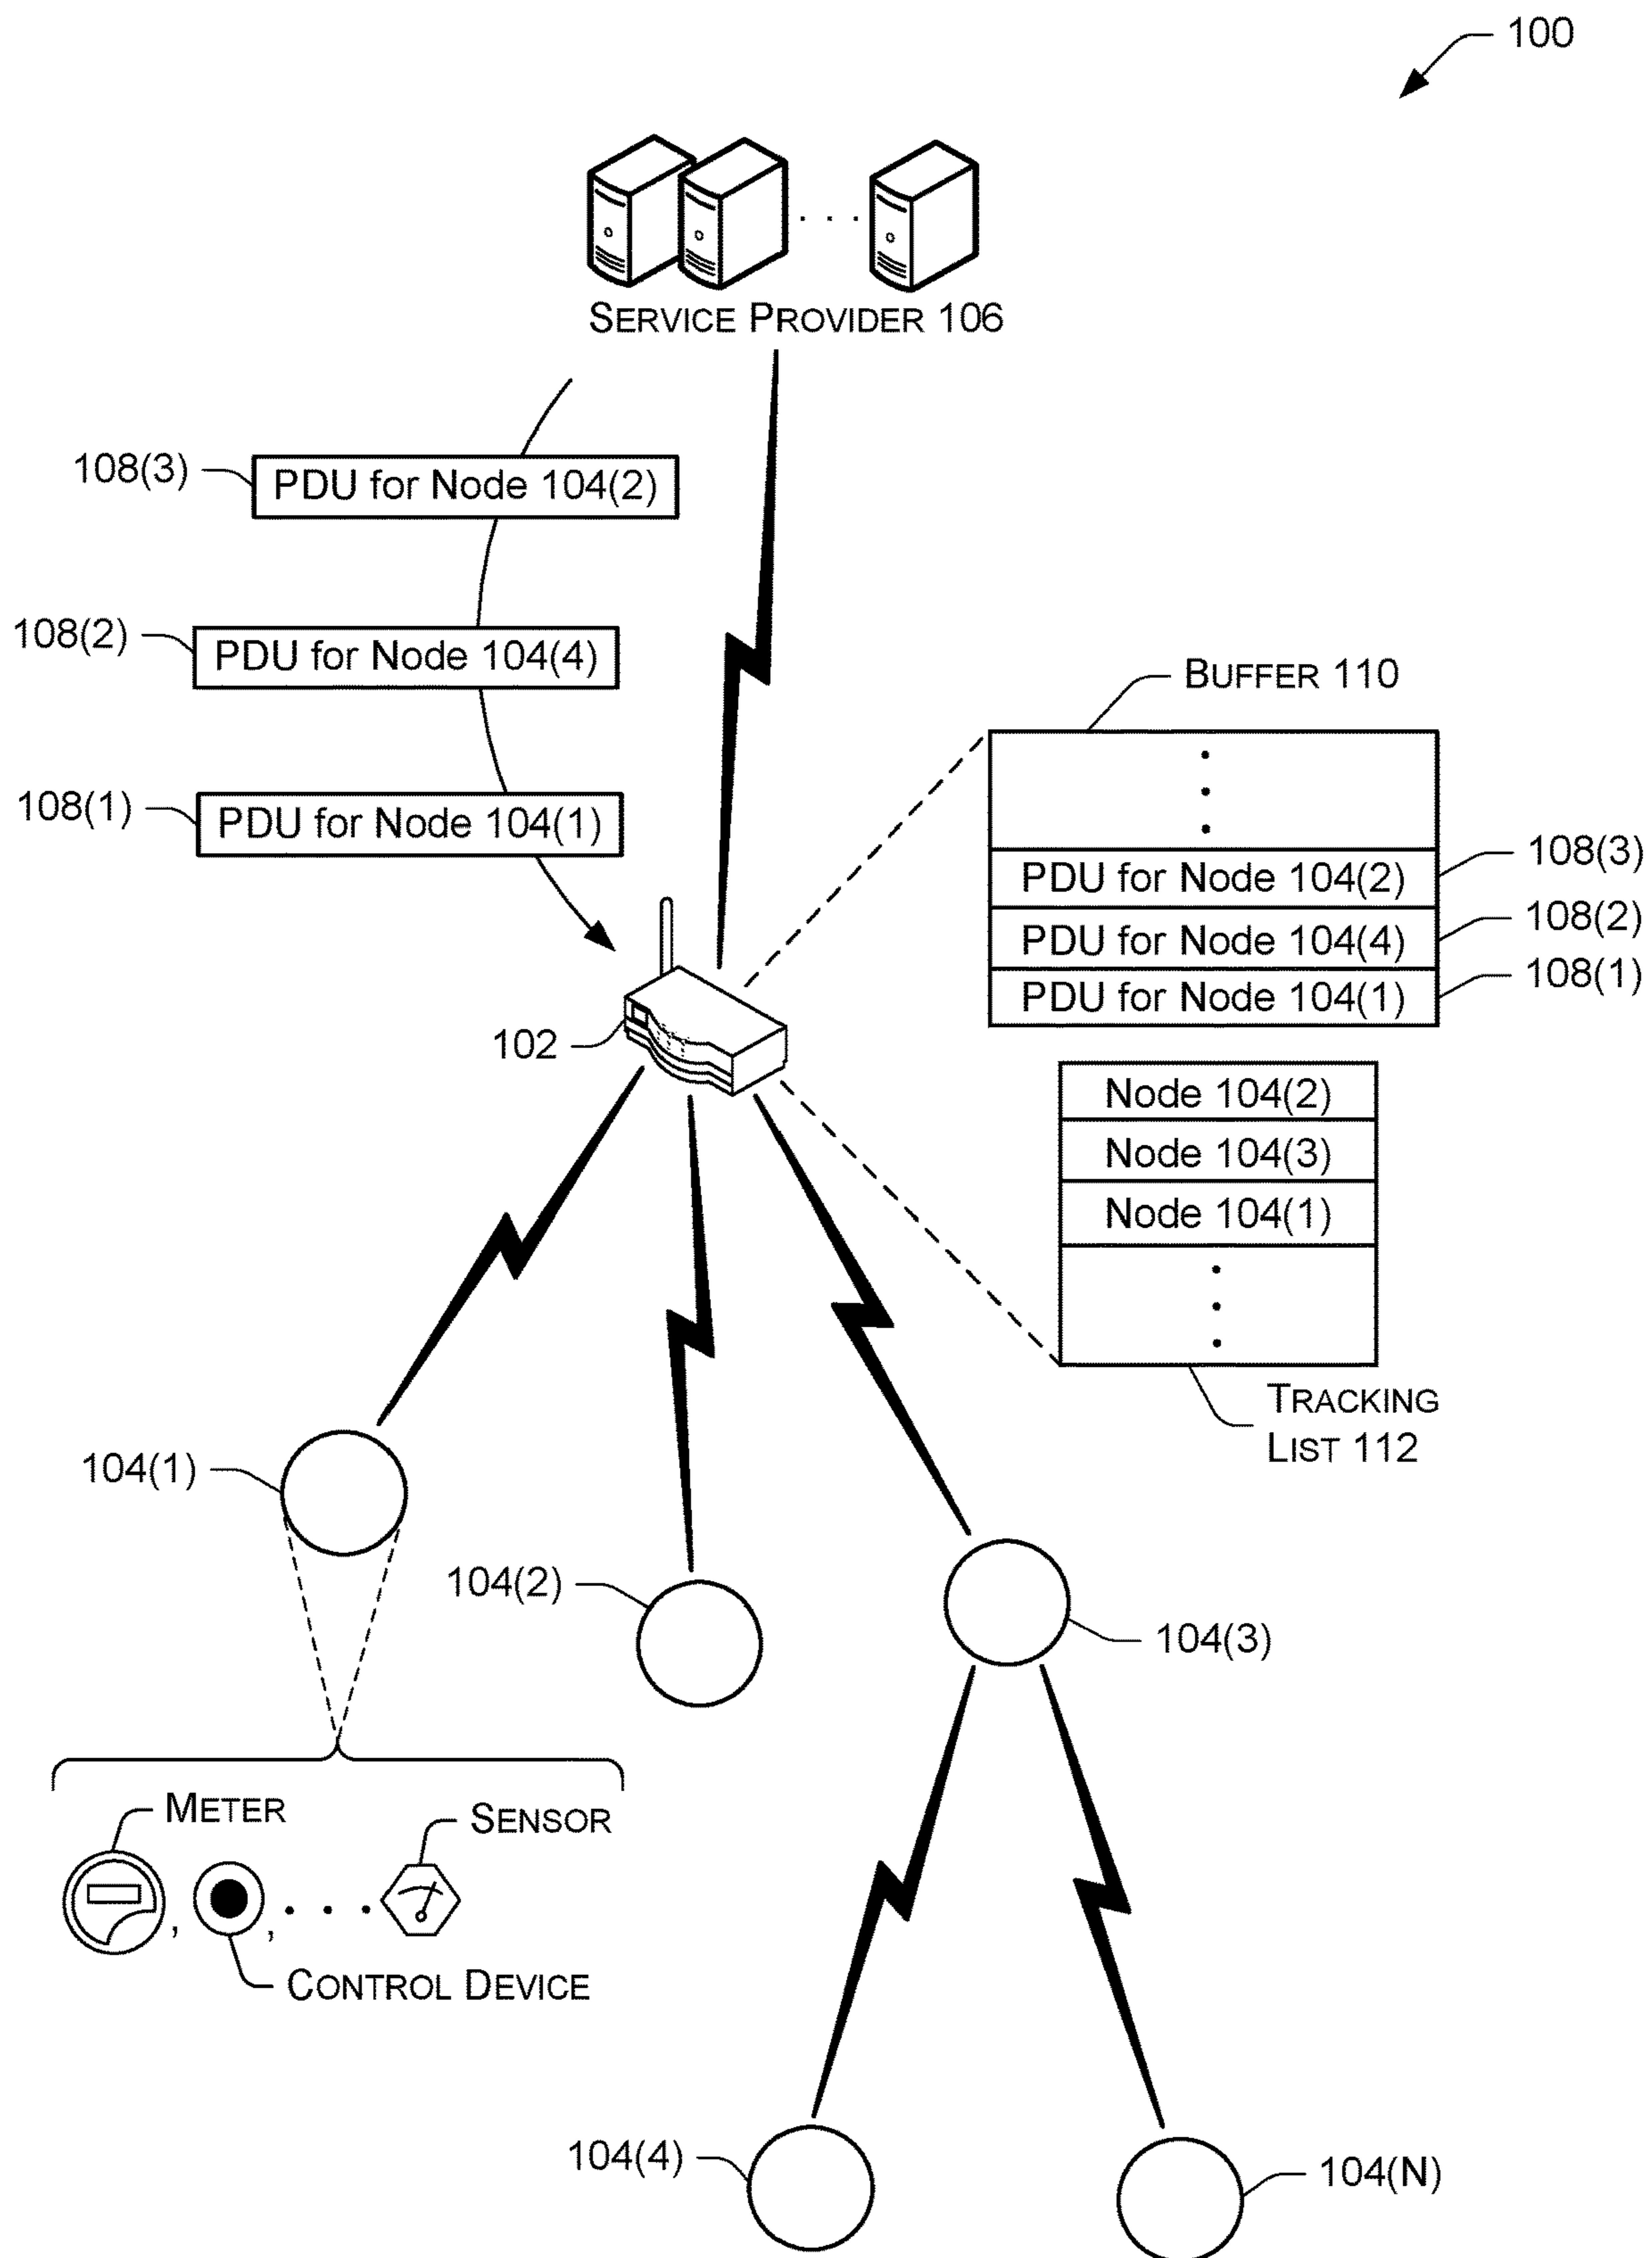 100
SERVICE PROVIDER 106
108(3)
PDU for Node 104(2)
108(2)
PDU for Node 104(4)
108(1)
PDU for Node 104(1)
BUFFER 110
PDU for Node 104(2)
108(3)
PDU for Node 104(4)
108(2)
PDU for Node 104(1)
108(1)
102
Node 104(2)
Node 104(3)
Node 104(1)
TRACKING
LIST 112
104(1)
104(2)
104(3)
METER
SENSOR
, , . . .
CONTROL DEVICE
104(4)
104(N)